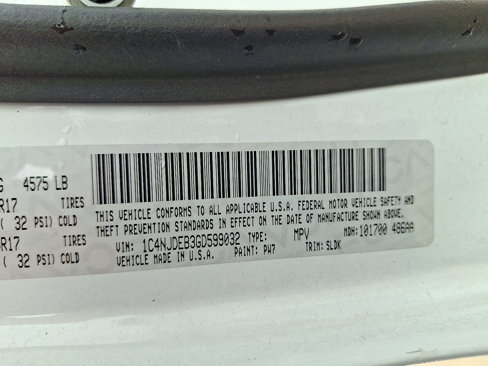 G 4575 LB
R17 TIRES
( 32 PSI) COLD
R17 TIRES
( 32 PSI) COLD
THIS VEHICLE CONFORMS TO ALL APPLICABLE U.S.A. FEDERAL MOTOR VEHICLE SAFETY AND
THEFT PREVENTION STANDARDS IN EFFECT ON THE DATE OF MANUFACTURE SHOWN ABOVE.
VIN: 1C4NJDEB3GD599032 TYPE: MPV MDH:101700 486AA
VEHICLE MADE IN U.S.A. PAINT: PW7 TRIM: SLDK